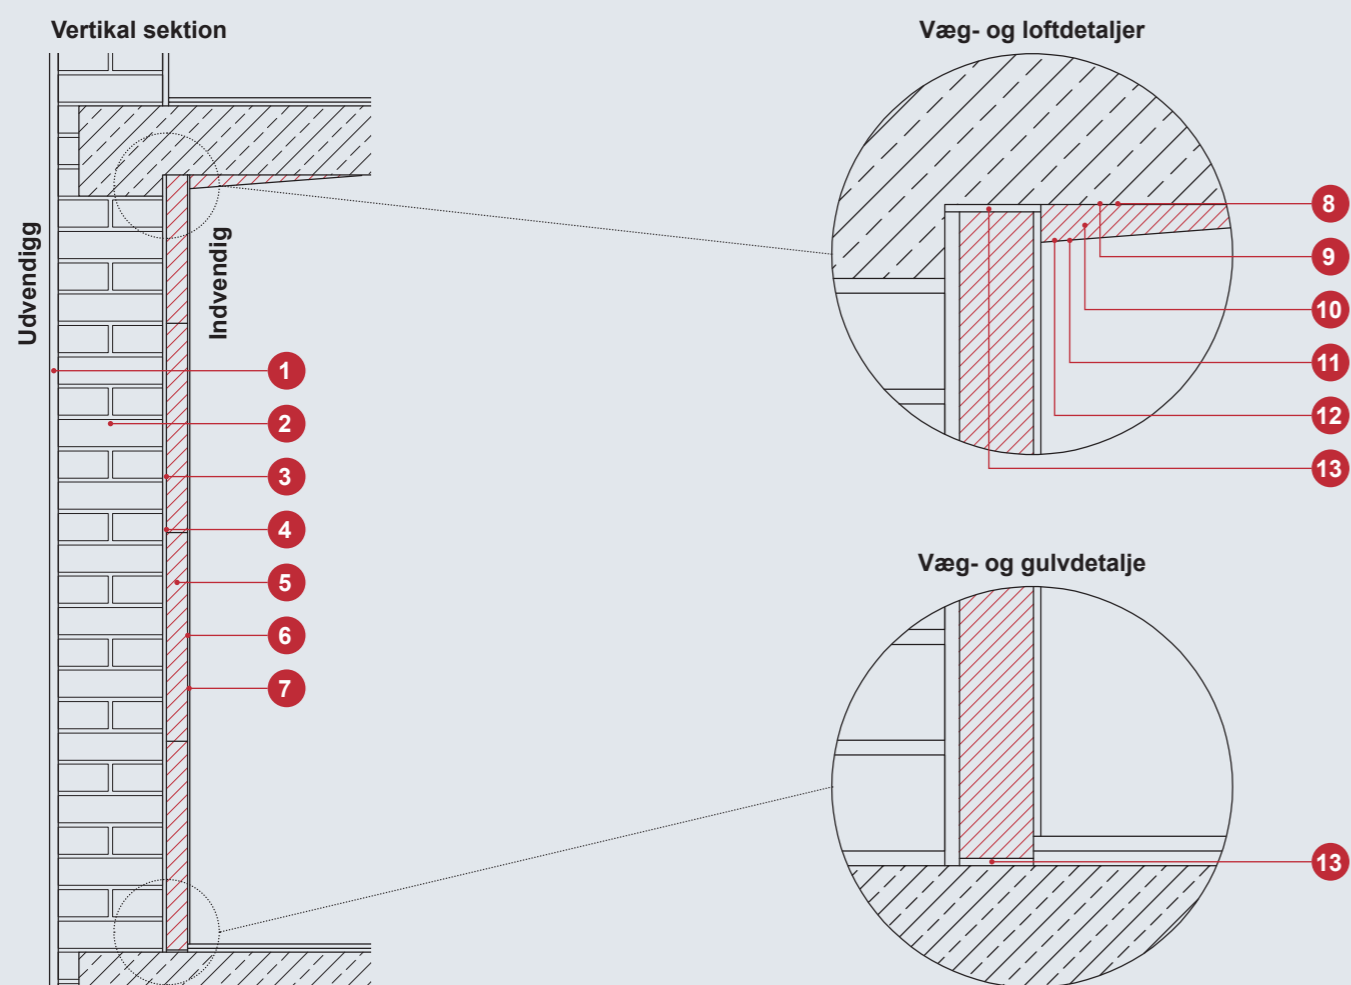 Vertikal sektion
Væg- og loftdetaljer
Udvendigg
Indvendig
1
2
3
4
5
6
7
8
9
10
11
12
13
Væg- og gulvdetalje
13